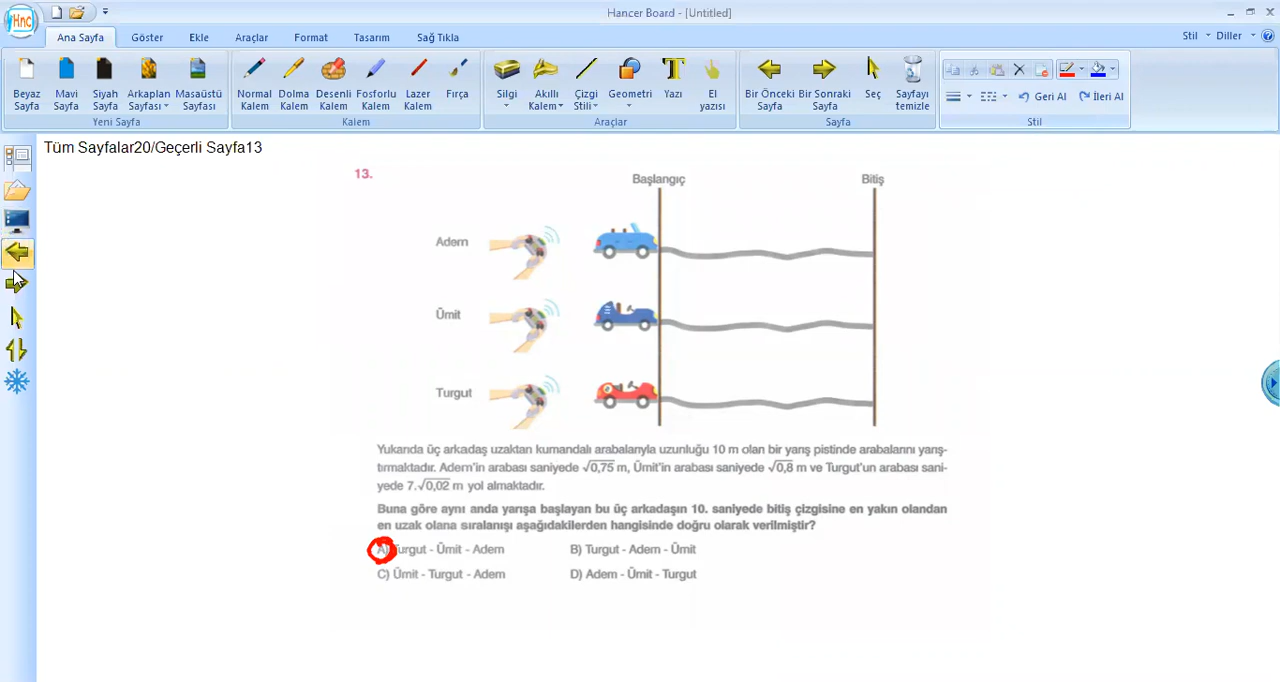 Hancer Board - [Untitled]
Hnc
Ana Sayfa Göster Ekle Araçlar Format Tasarım Sağ Tıkla Stil Diller
Beyaz Sayfa Mavi Sayfa Siyah Sayfa Arkaplan Sayfası Masaüstü Sayfası
Normal Kalem Dolma Kalem Desenli Kalem Fosforlu Kalem Lazer Kalem Fırça
Silgi Akıllı Kalem Çizgi Stili Geometri Yazı El yazısı
Bir Önceki Sayfa Bir Sonraki Sayfa Seç Sayfayı temizle
Geri Al İleri Al
Yeni Sayfa Kalem Araçlar Sayfa Stil
Tüm Sayfalar20/Geçerli Sayfa13
13.
Başlangıç Bitiş
Adem
Ümit
Turgut
Yukarıda üç arkadaş uzaktan kumandalı arabalarıyla uzunluğu 10 m olan bir yarış pistinde arabalarını yarış-
tırmaktadır. Adem'in arabası saniyede √0,75 m, Ümit'in arabası saniyede √0,8 m ve Turgut'un arabası sani-
yede 7.√0,02 m yol almaktadır.
Buna göre aynı anda yarışa başlayan bu üç arkadaşın 10. saniyede bitiş çizgisine en yakın olandan
en uzak olana sıralanışı aşağıdakilerden hangisinde doğru olarak verilmiştir?
A) Turgut - Ümit - Adem B) Turgut - Adem - Ümit
C) Ümit - Turgut - Adem D) Adem - Ümit - Turgut